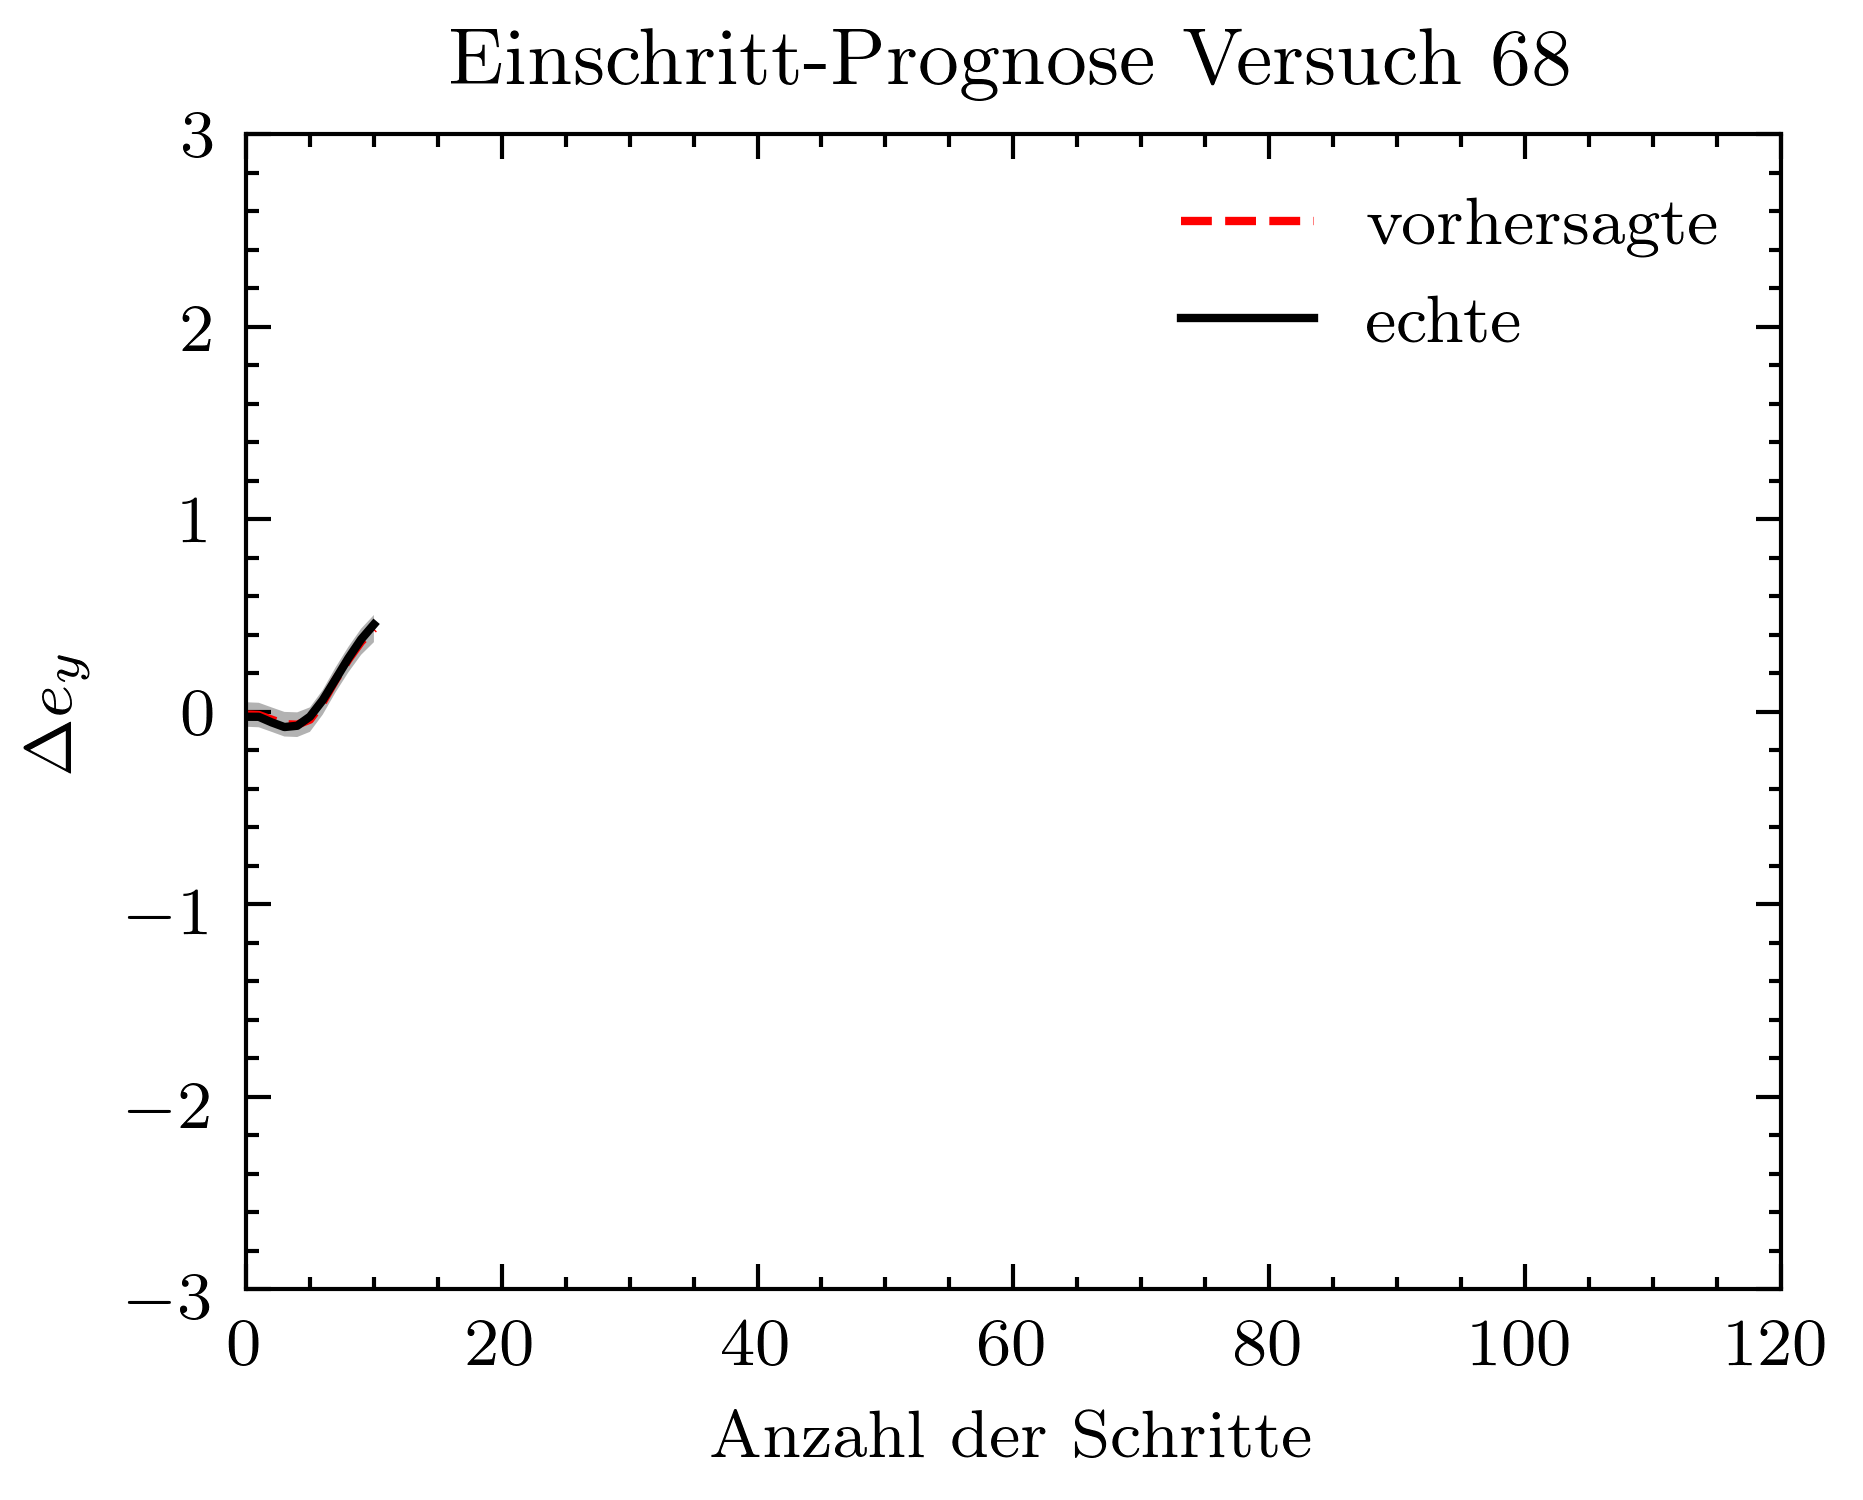 Einschritt-Prognose Versuch 68
3
2
1
0
−1
−2
−3
Δe_y
vorhersagte
echte
0 20 40 60 80 100 120
Anzahl der Schritte